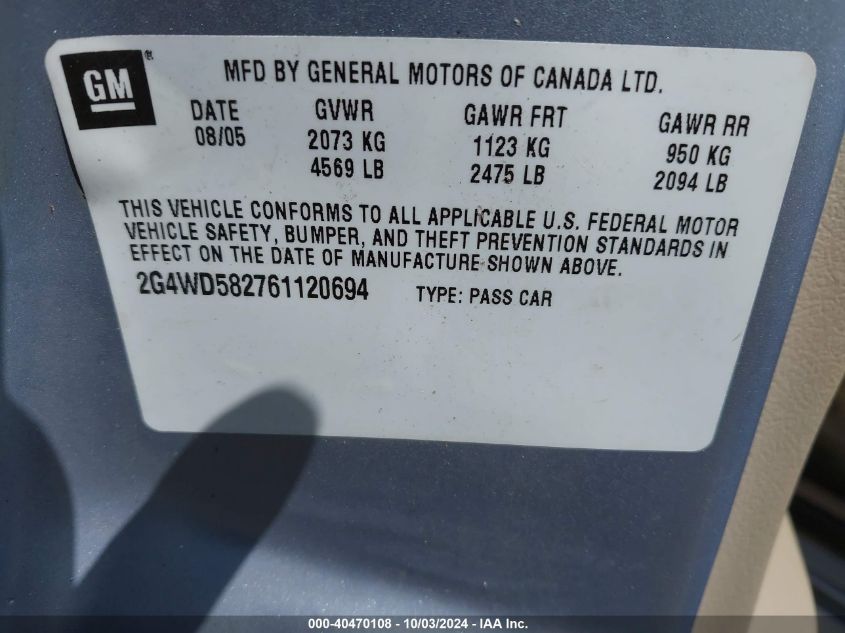 GM®
MFD BY GENERAL MOTORS OF CANADA LTD.
DATE GVWR GAWR FRT GAWR RR
08/05 2073 KG 1123 KG 950 KG
4569 LB 2475 LB 2094 LB
THIS VEHICLE CONFORMS TO ALL APPLICABLE U.S. FEDERAL MOTOR
VEHICLE SAFETY, BUMPER, AND THEFT PREVENTION STANDARDS IN
EFFECT ON THE DATE OF MANUFACTURE SHOWN ABOVE.
2G4WD582761120694 TYPE: PASS CAR
000-40470108 - 10/03/2024 - IAA Inc.